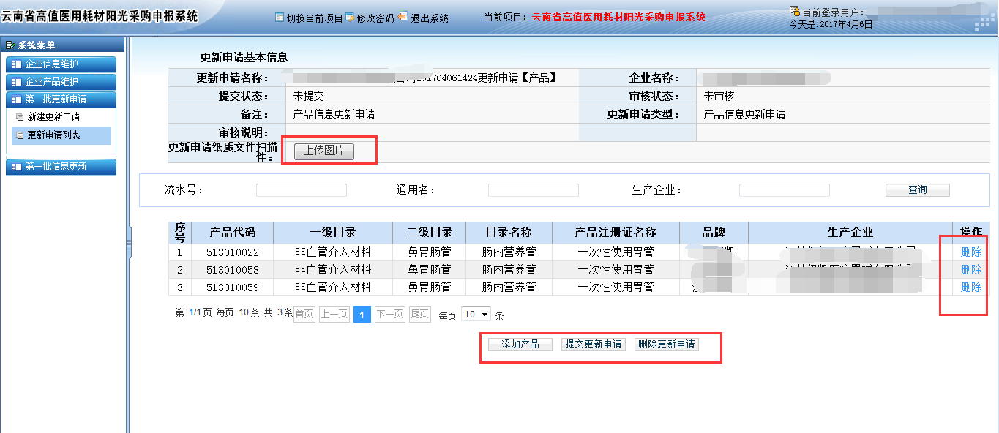 云南省高值医用耗材阳光采购申报系统
切换当前项目 修改密码 退出系统
当前项目：云南省高值医用耗材阳光采购申报系统
当前登录用户：
今天是:2017年4月6日
系统菜单
企业信息维护
企业产品维护
第一批更新申请
新建更新申请
更新申请列表
第一批信息更新
更新申请基本信息
更新申请名称： 201704061424更新申请【产品】 企业名称：
提交状态： 未提交 审核状态： 未审核
备注： 产品信息更新申请 更新申请类型： 产品信息更新申请
审核说明：
更新申请纸质文件扫描件： 上传图片
流水号： 通用名： 生产企业： 查询
序号 产品代码 一级目录 二级目录 目录名称 产品注册证名称 品牌 生产企业 操作
1 513010022 非血管介入材料 鼻胃肠管 肠内营养管 一次性使用胃管 删除
2 513010058 非血管介入材料 鼻胃肠管 肠内营养管 一次性使用胃管 删除
3 513010059 非血管介入材料 鼻胃肠管 肠内营养管 一次性使用胃管 删除
第 1/1页 每页 10条 共 3条 首页 上一页 1 下一页 尾页 每页 10 条
添加产品 提交更新申请 删除更新申请